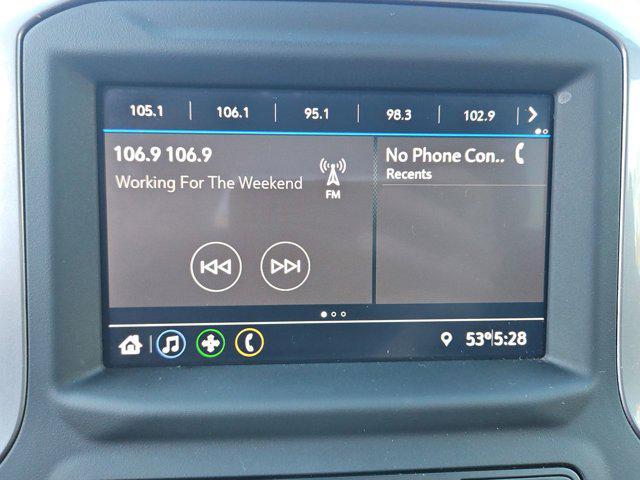 105.1 106.1 95.1 98.3 102.9
106.9 106.9
Working For The Weekend
FM
No Phone Con..
Recents
53° 5:28